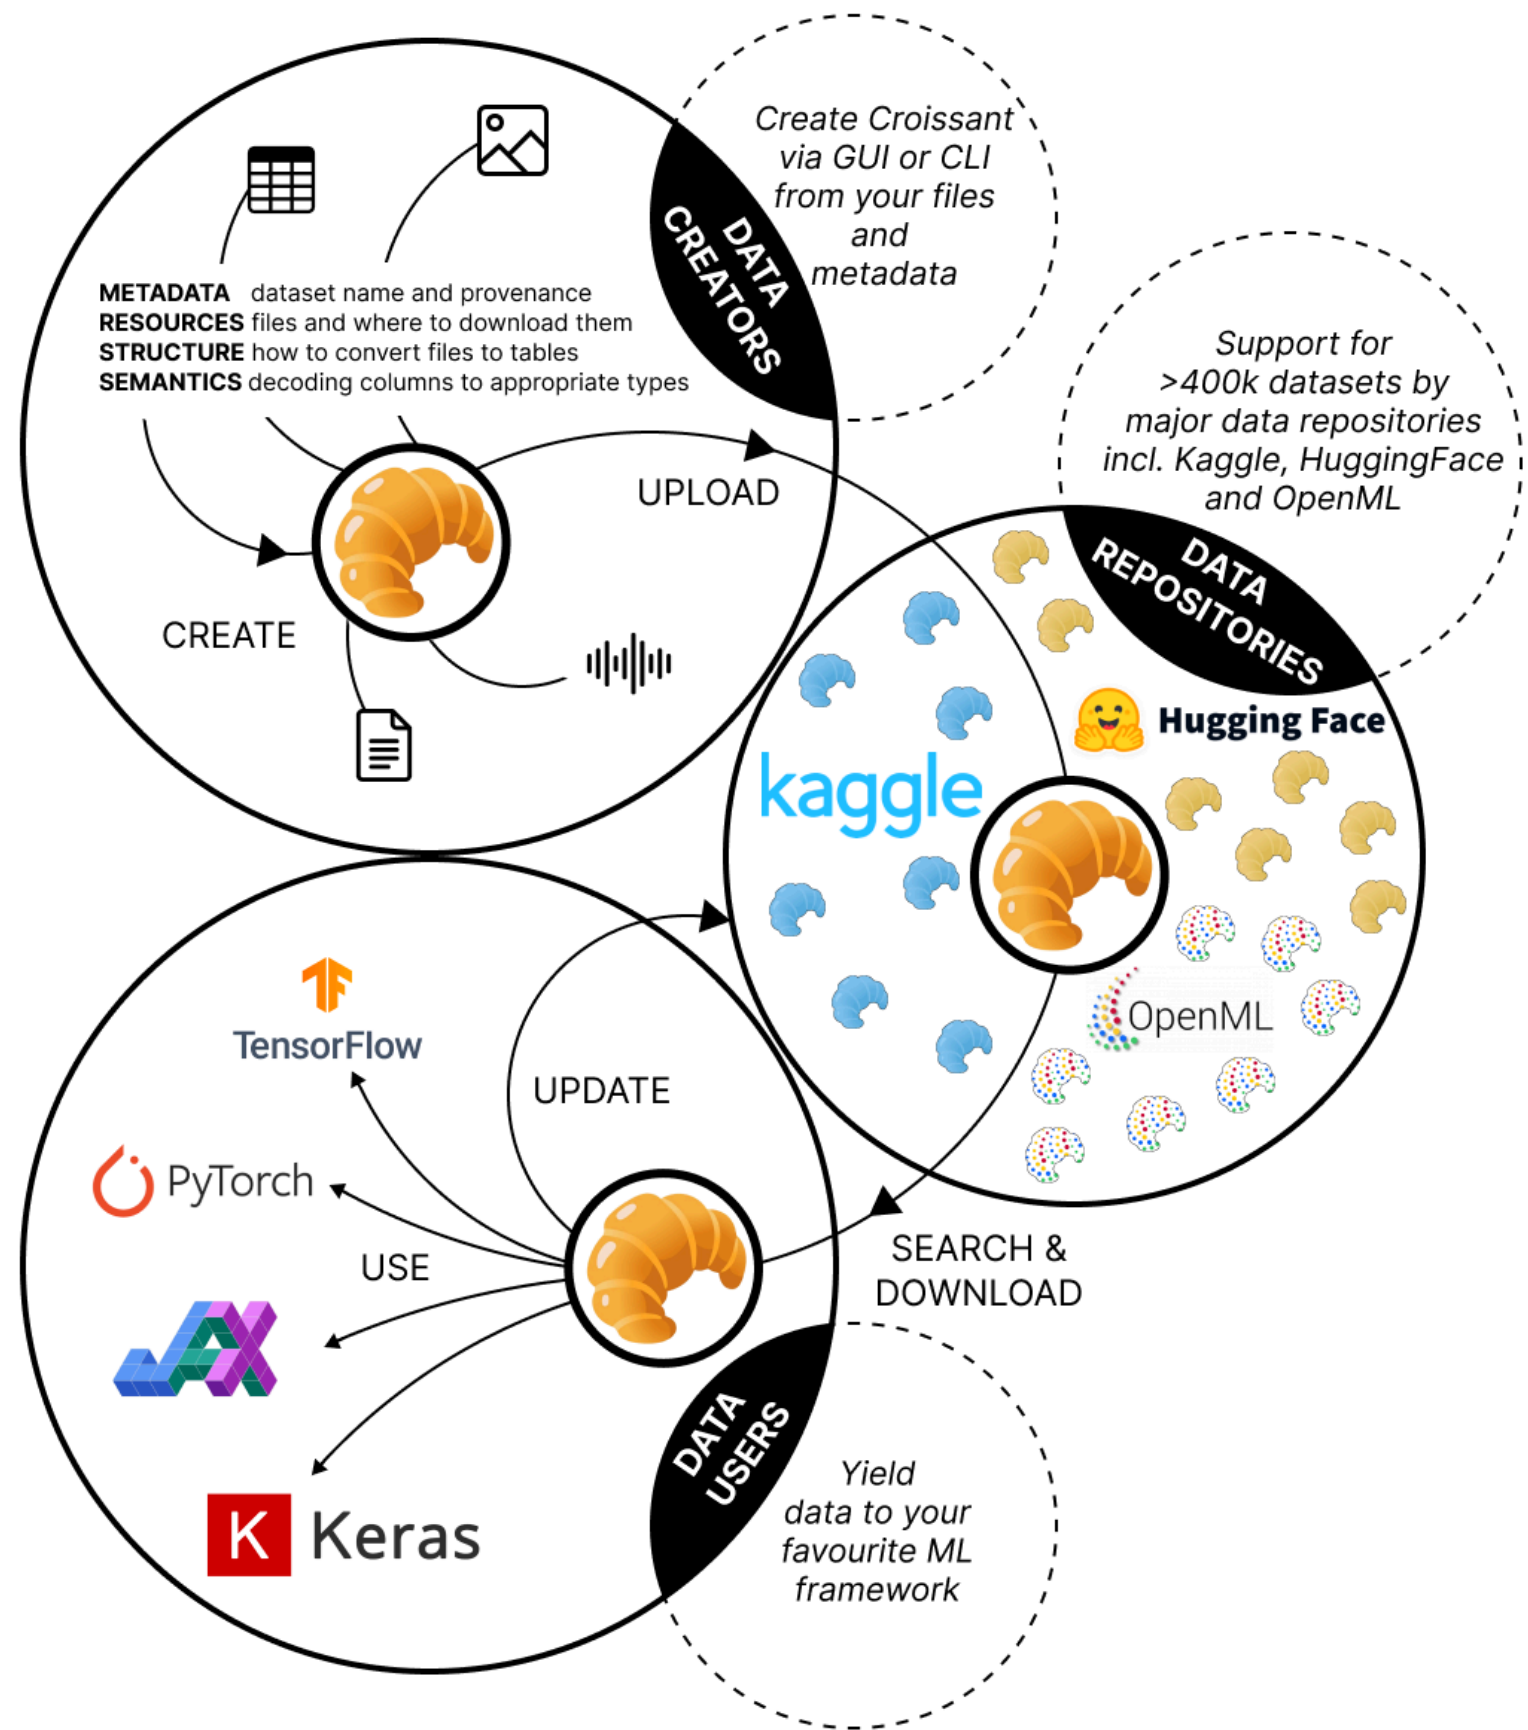 Create Croissant
via GUI or CLI
from your files
and
metadata
DATA
CREATORS
METADATA dataset name and provenance
RESOURCES files and where to download them
STRUCTURE how to convert files to tables
SEMANTICS decoding columns to appropriate types
UPLOAD
CREATE
Support for
>400k datasets by
major data repositories
incl. Kaggle, HuggingFace
and OpenML
DATA
REPOSITORIES
Hugging Face
kaggle
OpenML
TensorFlow
UPDATE
PyTorch
USE
SEARCH &
DOWNLOAD
JAX
DATA
USERS
Yield
data to your
favourite ML
framework
K Keras